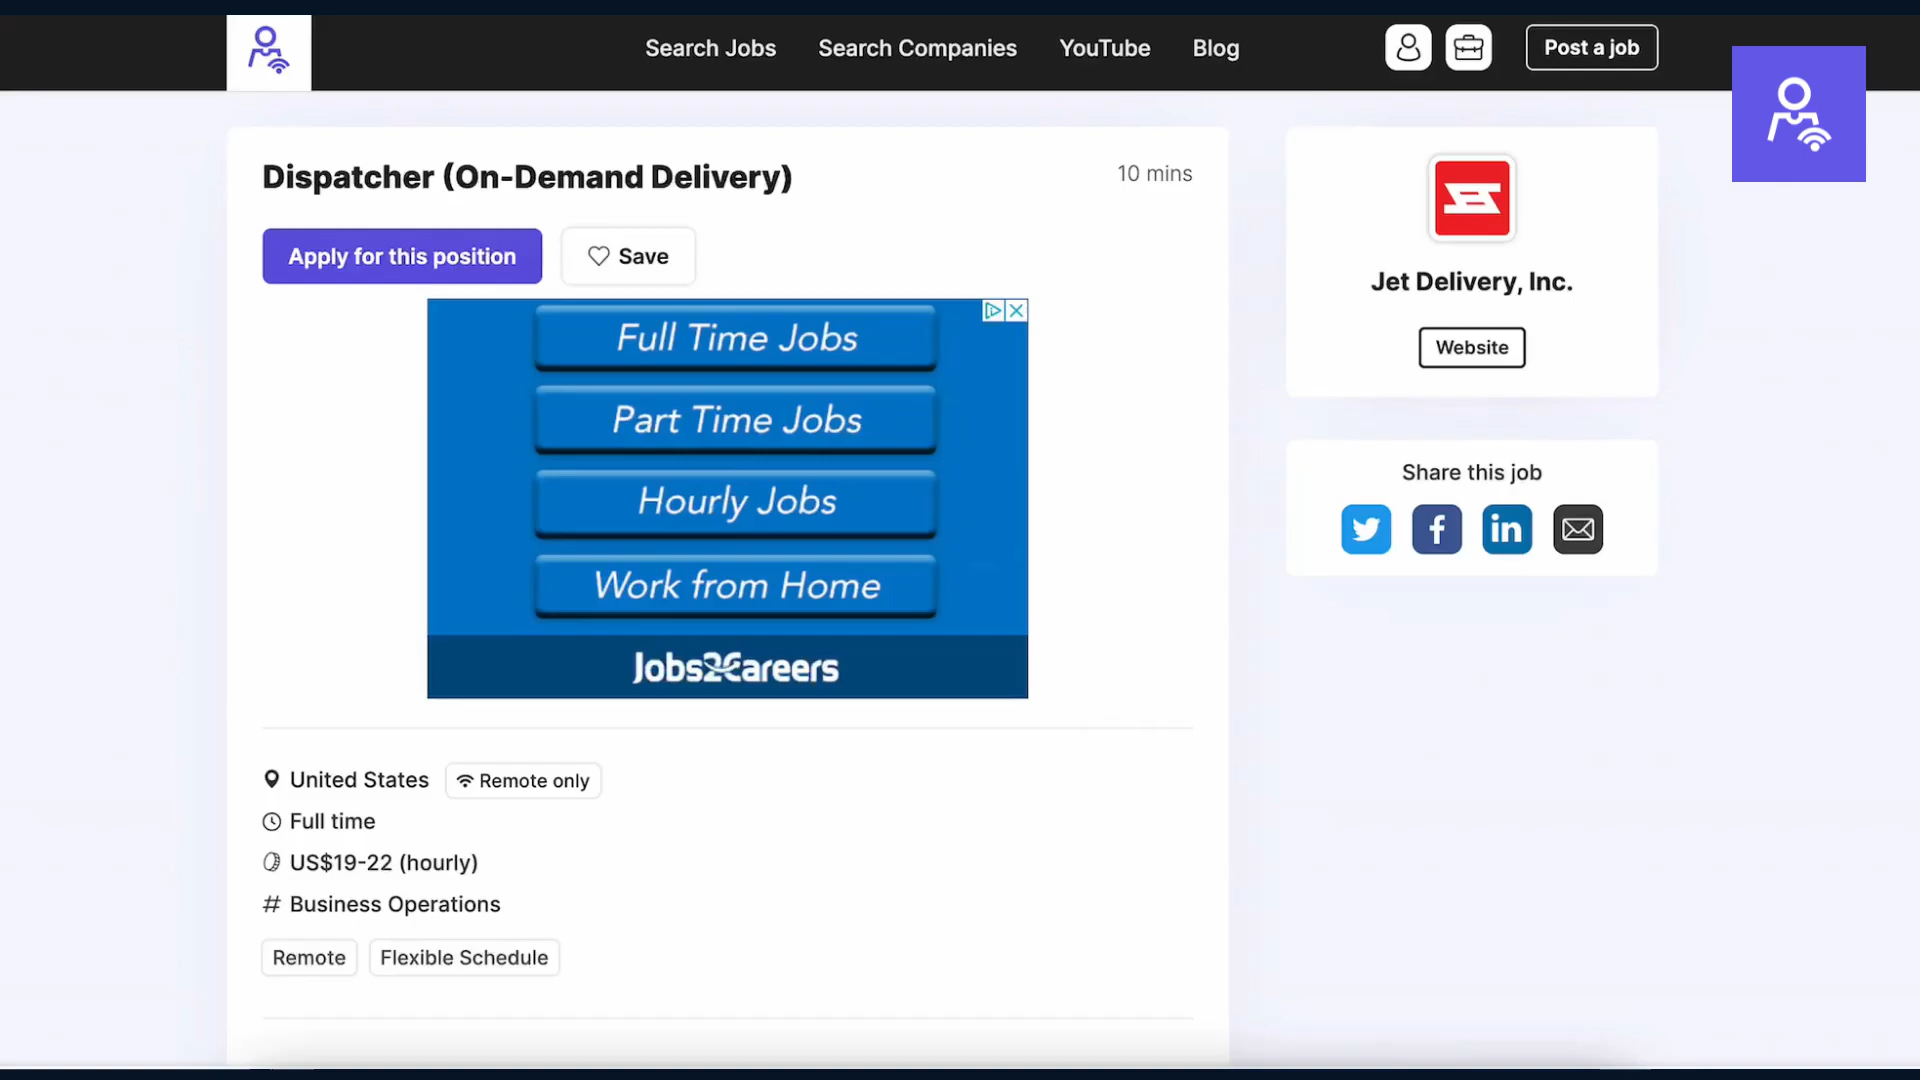 Search Jobs
Search Companies
YouTube
Blog
Post a job
Dispatcher (On-Demand Delivery)
10 mins
Apply for this position
Save
Full Time Jobs
Part Time Jobs
Hourly Jobs
Work from Home
Jobs2Careers
United States
Remote only
Full time
US$19-22 (hourly)
# Business Operations
Remote
Flexible Schedule
Jet Delivery, Inc.
Website
Share this job